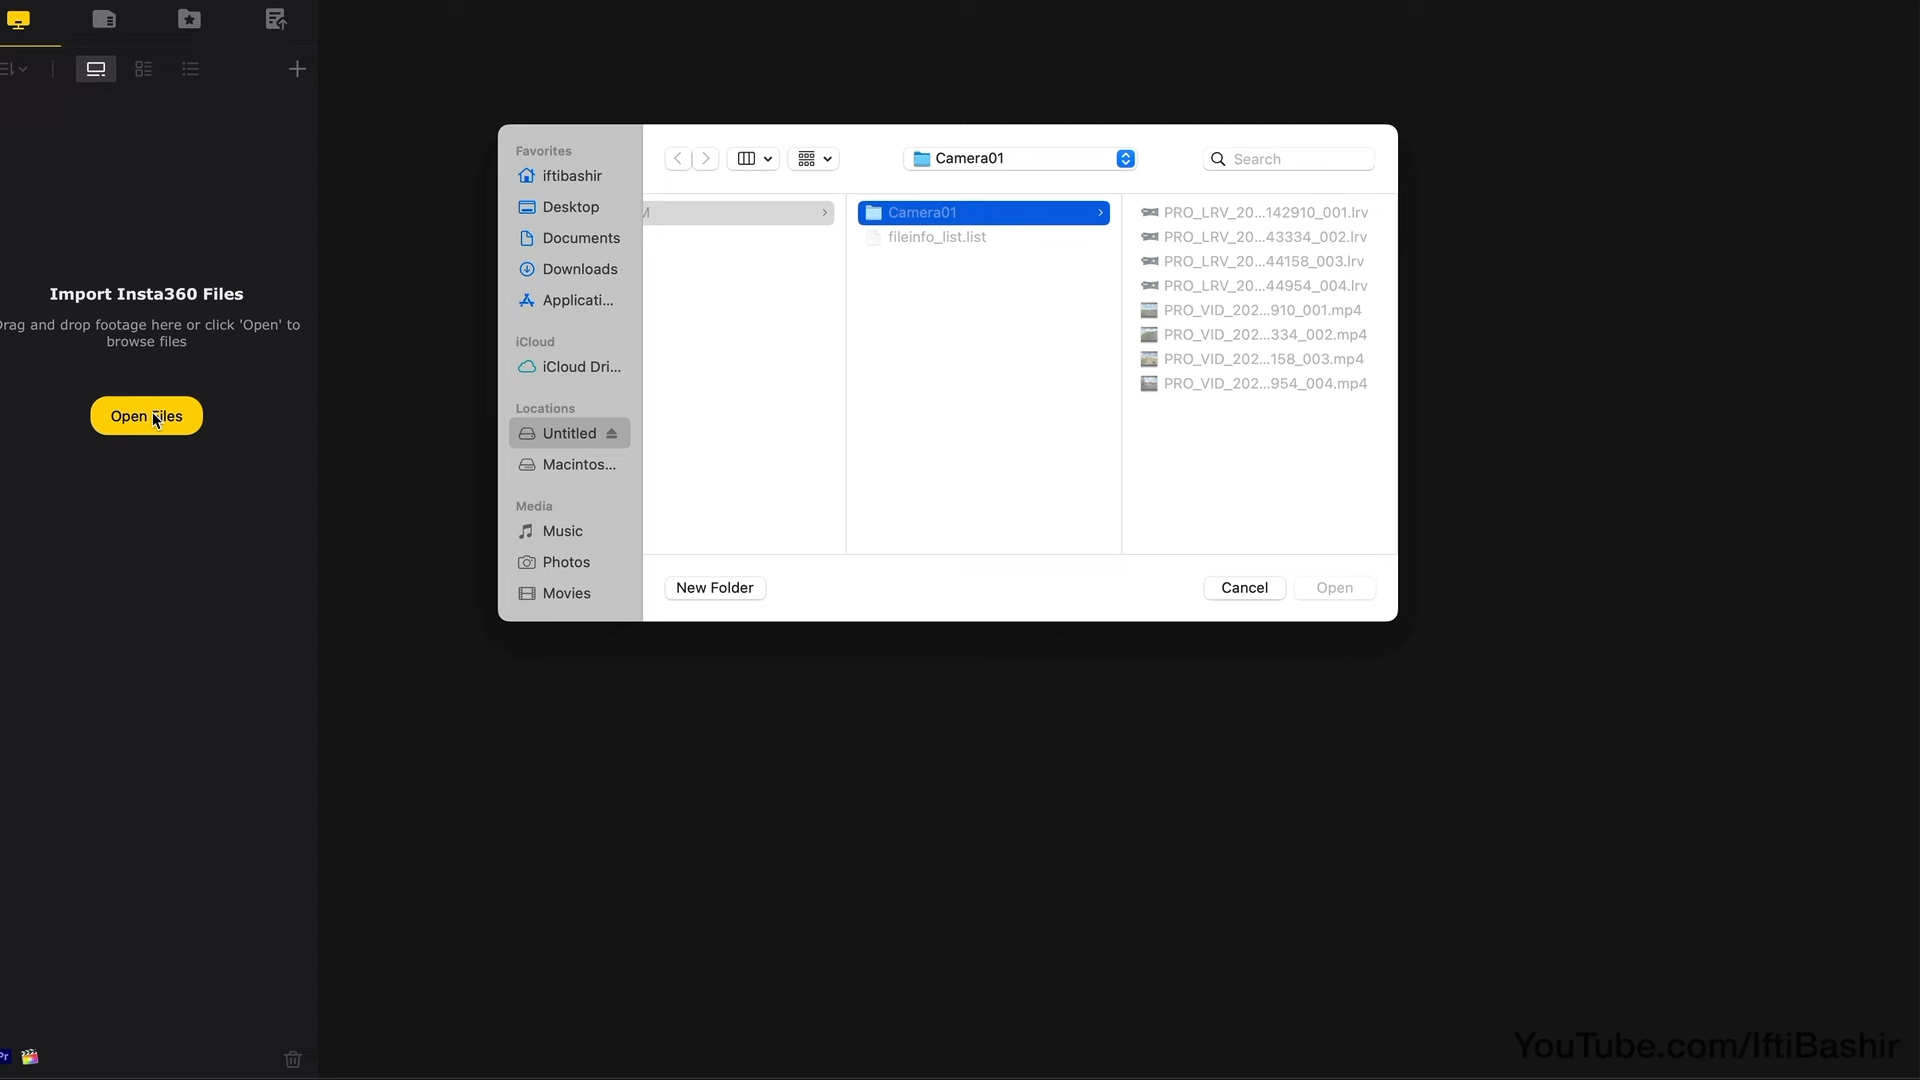 Import Insta360 Files
Drag and drop footage here or click 'Open' to
browse files
Open Files
Favorites
iftibashir
Desktop
Documents
Downloads
Applicati...
iCloud
iCloud Dri...
Locations
Untitled
Macintos...
Media
Music
Photos
Movies
Camera01
Search
M
Camera01
fileinfo_list.list
PRO_LRV_20...142910_001.lrv
PRO_LRV_20...43334_002.lrv
PRO_LRV_20...44158_003.lrv
PRO_LRV_20...44954_004.lrv
PRO_VID_202...910_001.mp4
PRO_VID_202...334_002.mp4
PRO_VID_202...158_003.mp4
PRO_VID_202...954_004.mp4
New Folder
Cancel
Open
Pr
YouTube.com/IftiBashir